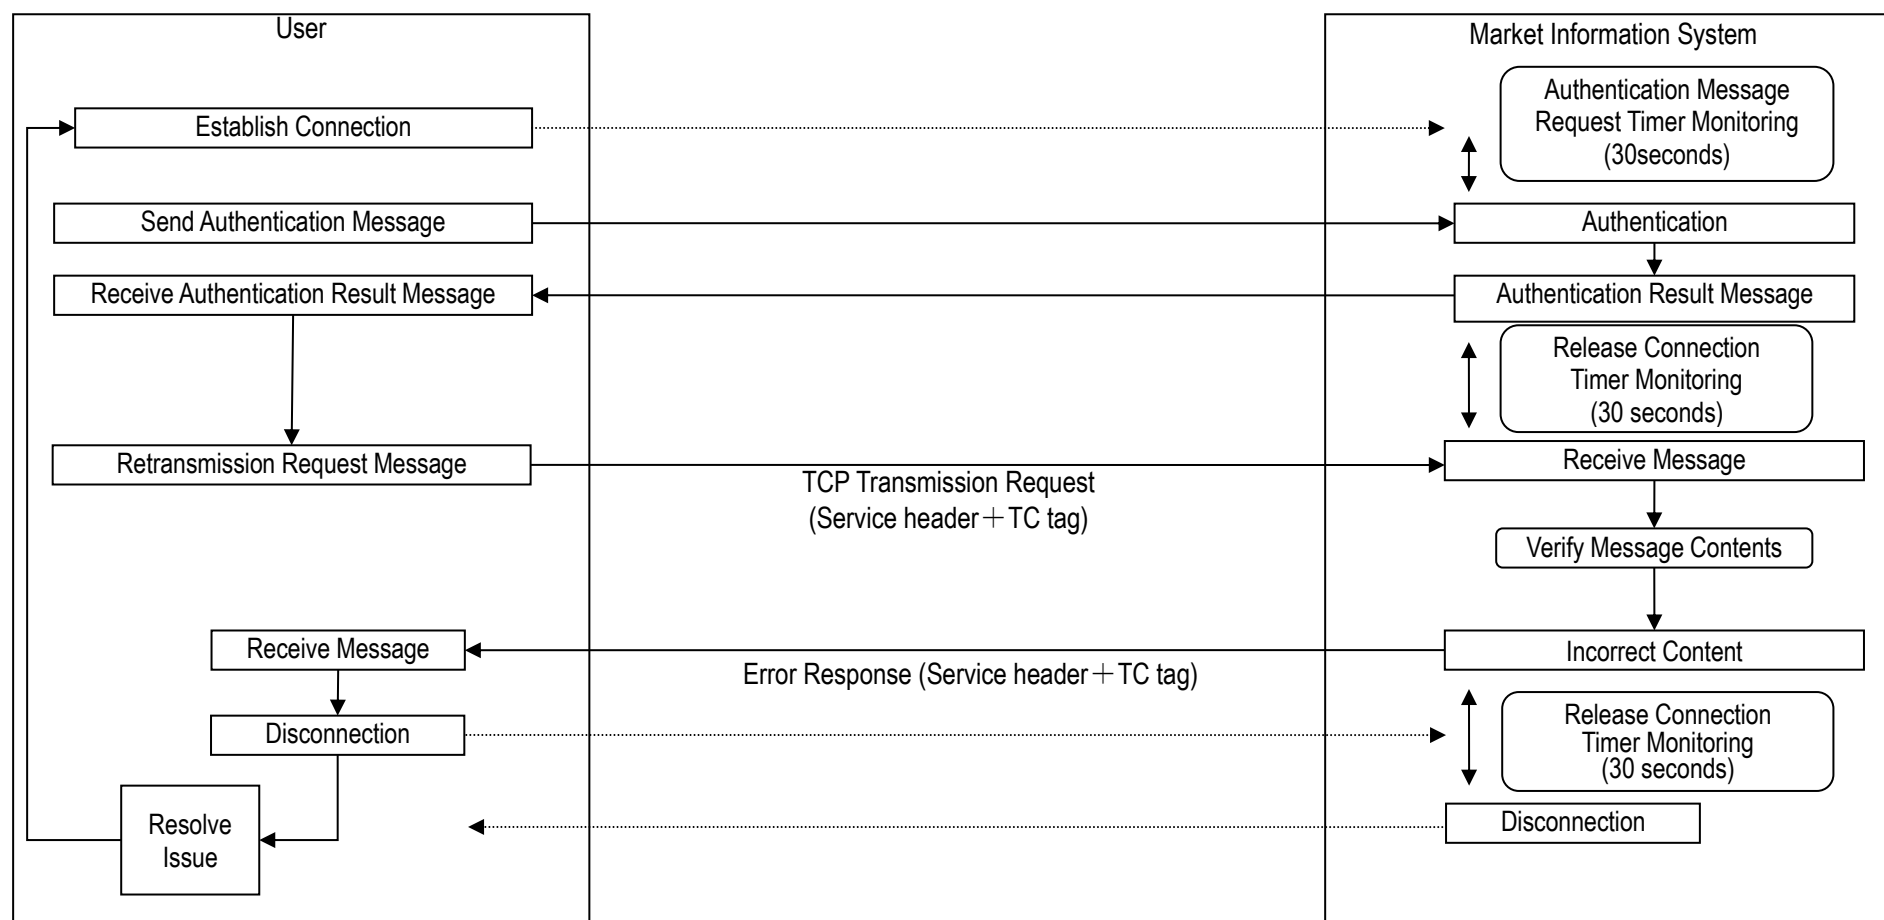 User
Market Information System
Authentication Message
Request Timer Monitoring
(30seconds)
Establish Connection
Send Authentication Message
Authentication
Receive Authentication Result Message
Authentication Result Message
Release Connection
Timer Monitoring
(30 seconds)
Retransmission Request Message
Receive Message
TCP Transmission Request
(Service header＋TC tag)
Verify Message Contents
Receive Message
Incorrect Content
Error Response (Service header＋TC tag)
Release Connection
Timer Monitoring
(30 seconds)
Disconnection
Resolve
Issue
Disconnection